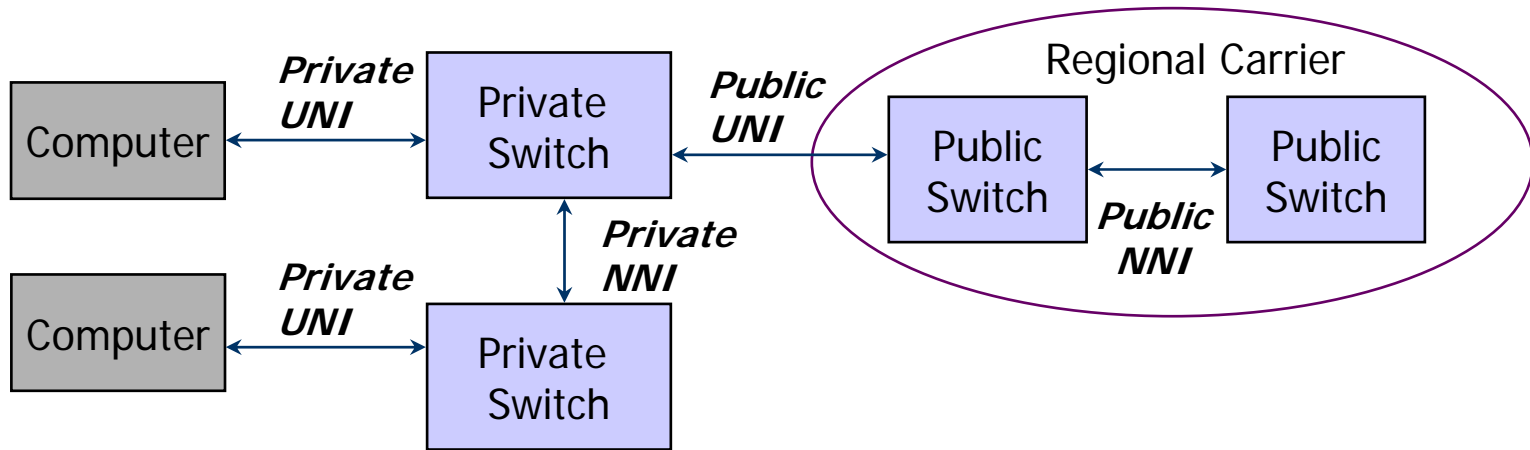 Regional Carrier
Private
UNI
Computer
Private
Switch
Public
UNI
Public
Switch
Public
Switch
Public
NNI
Private
NNI
Private
UNI
Computer
Private
Switch